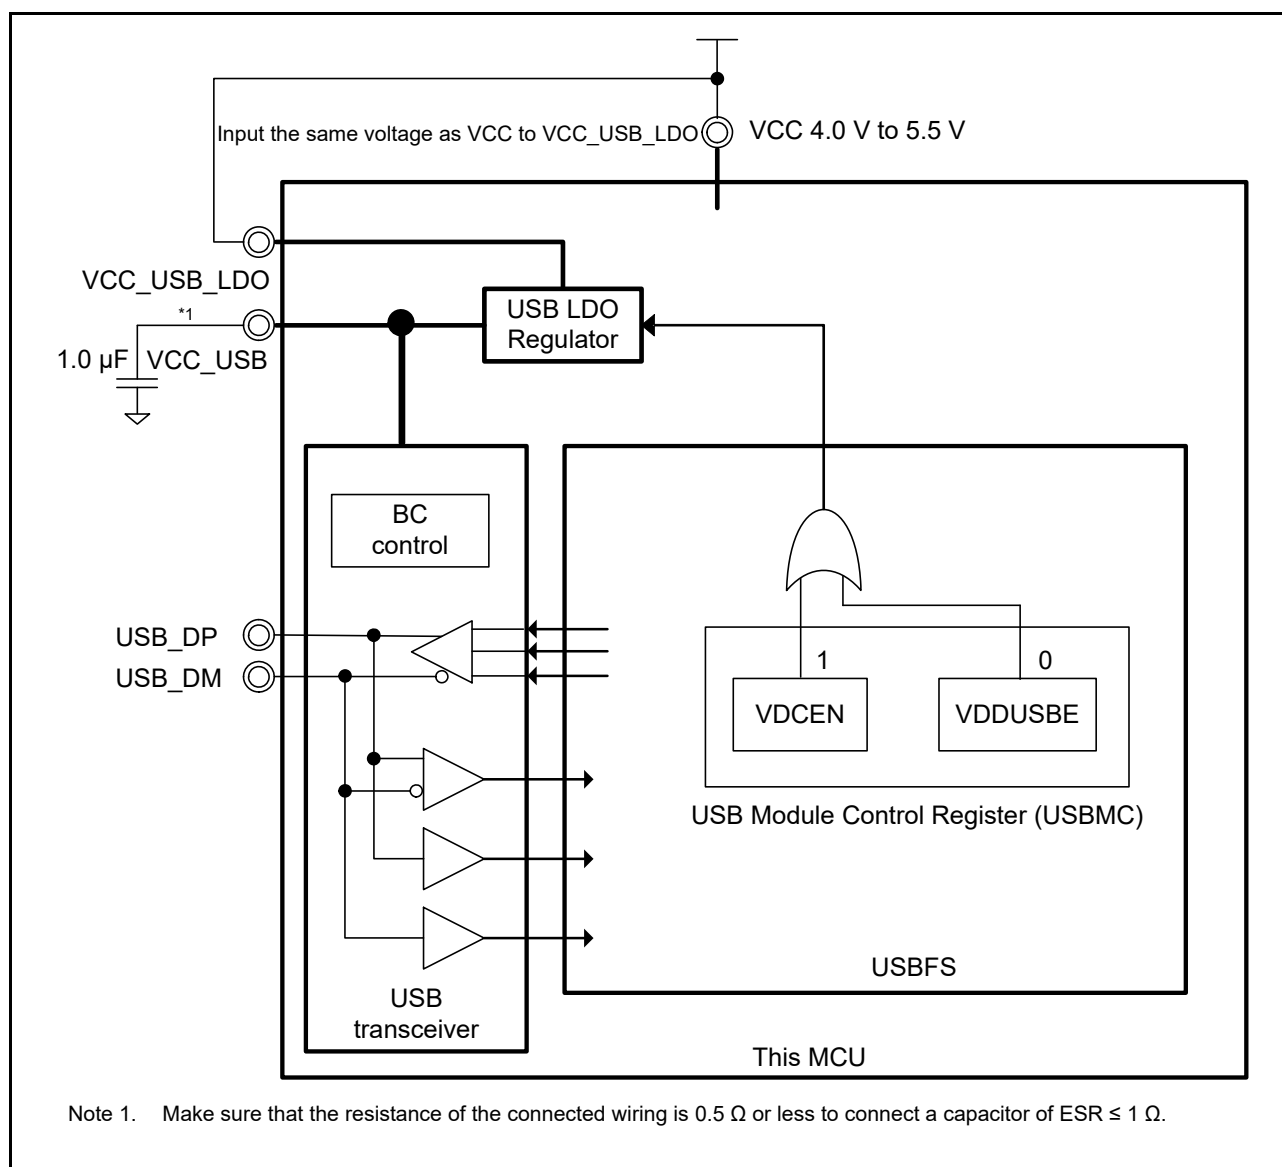 Input the same voltage as VCC to VCC_USB_LDO
VCC 4.0 V to 5.5 V
VCC_USB_LDO
USB LDO
Regulator
*1
1.0 µF
VCC_USB
BC
control
USB_DP
USB_DM
1
0
VDCEN
VDDUSBE
USB Module Control Register (USBMC)
USBFS
USB
transceiver
This MCU
Note 1. Make sure that the resistance of the connected wiring is 0.5 Ω or less to connect a capacitor of ESR ≤ 1 Ω.